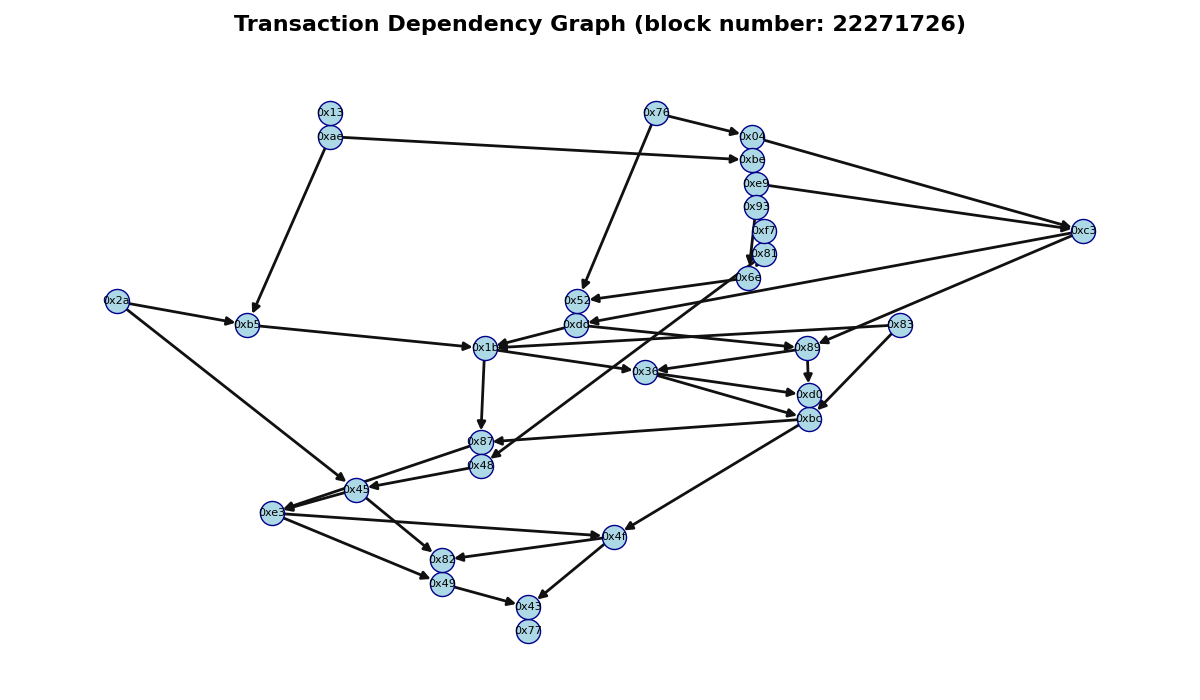 Transaction Dependency Graph (block number: 22271726)
0x13
0x76
0xae
0x04
0xbe
0xe9
0x93
0xf7
0xc3
0x81
0x6e
0x2a
0x52
0xb5
0xdd
0x83
0x1b
0x89
0x36
0xd0
0xbc
0x87
0x48
0x45
0xe3
0x4f
0x82
0x49
0x43
0x77